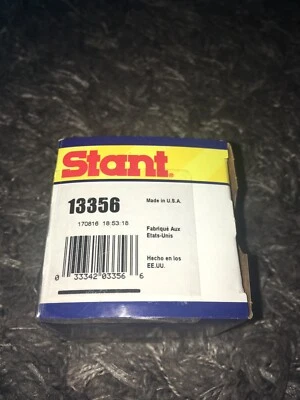 Stant®
13356
Made in U.S.A.
170816 18:53:16
Fabriqué Aux
Etats-Unis
Hecho en los
EE.UU.
0 33342 03356 6